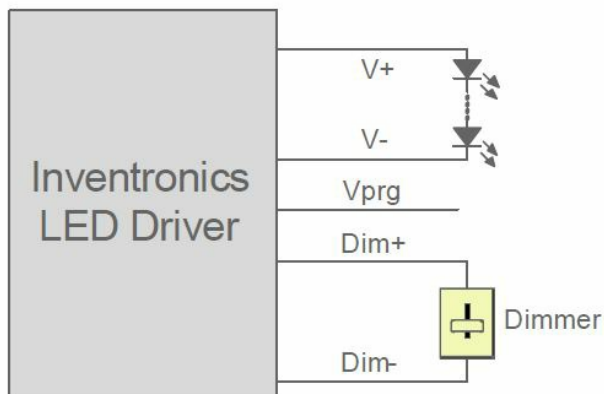 Inventronics
LED Driver
V+
V-
Vprg
Dim+
Dimmer
Dim-